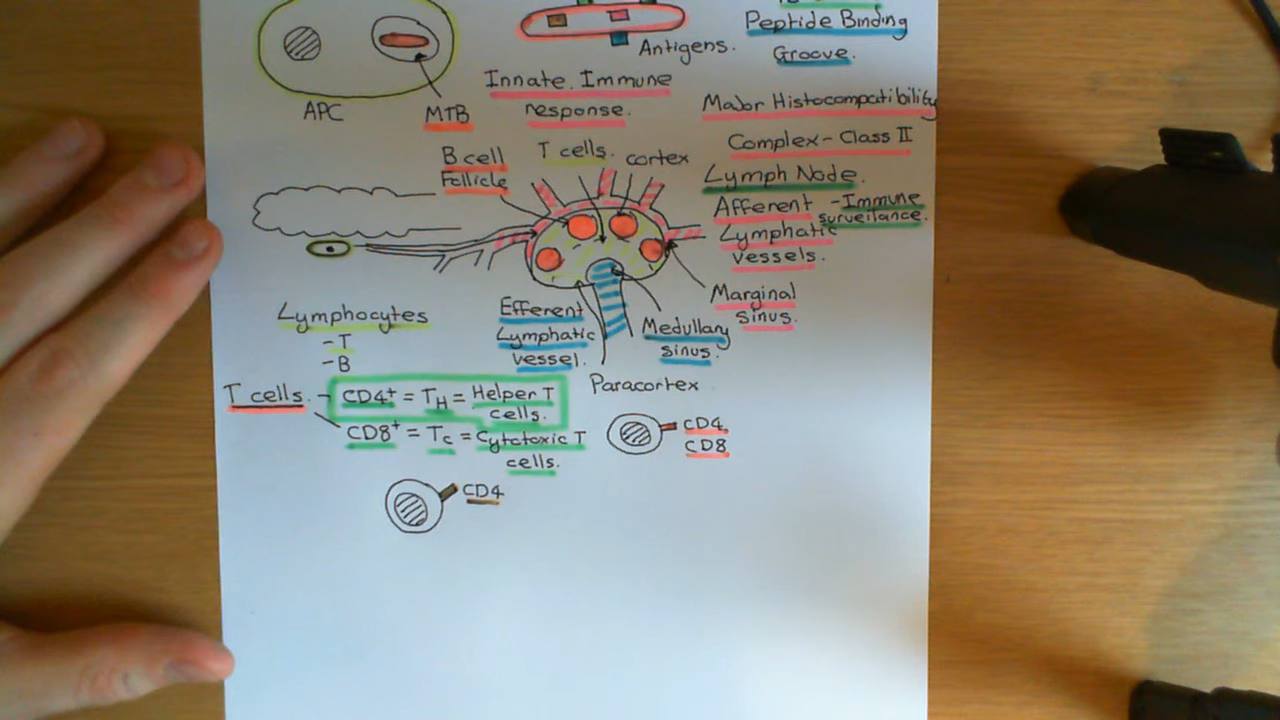 Peptide Binding
Groove.
Antigens.
APC
MTB
Innate Immune
response.
Major Histocompatibility
Complex - Class II
B cell
Follicle
T cells.
cortex
Lymph Node.
Afferent - Immune
surveilance.
Lymphatic
vessels.
Marginal
sinus.
Lymphocytes
- T
- B
Efferent
Lymphatic
vessel.
Medullary
sinus.
Paracortex
T cells. - CD4+ = TH = Helper T
cells.
CD8+ = Tc = Cytotoxic T
cells.
CD4,
CD8
CD4